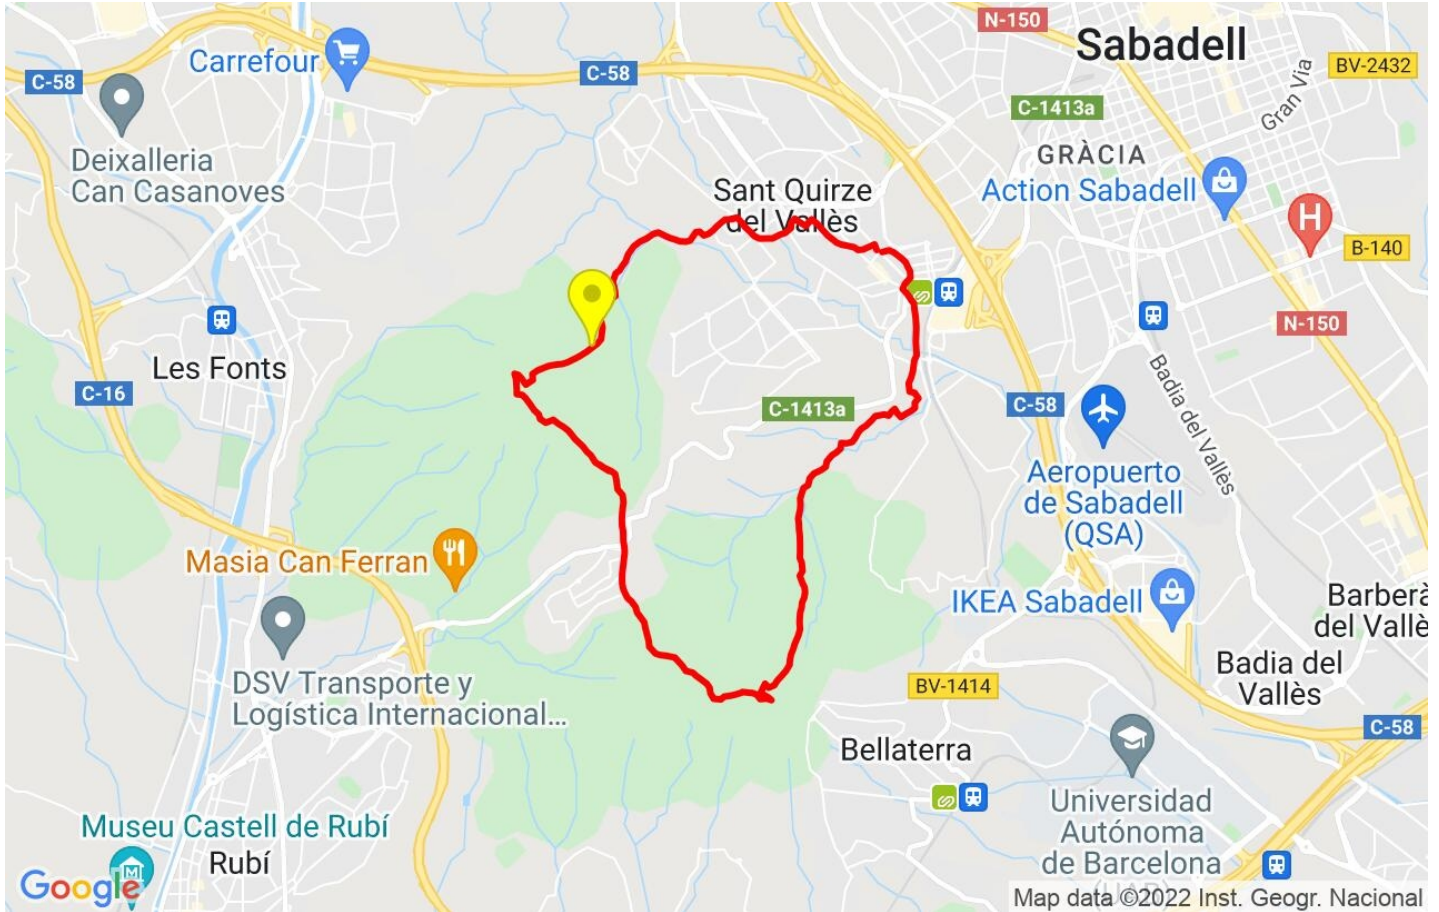 N-150
Sabadell
BV-2432
Carrefour
C-58
C-58
C-1413a
Gran Via
Deixalleria
Can Casanoves
GRÀCIA
Action Sabadell
Sant Quirze
del Vallès
H
B-140
N-150
Les Fonts
C-16
C-1413a
C-58
Badia del Vallès
Aeropuerto
de Sabadell
(QSA)
Masia Can Ferran
IKEA Sabadell
Barberà
del Vallè
DSV Transporte y
Logística Internacional...
BV-1414
Badia del
Vallès
C-58
Bellaterra
Universidad
Autónoma
de Barcelona
(UAB)
Museu Castell de Rubí
Rubí
M
Google
Map data ©2022 Inst. Geogr. Nacional